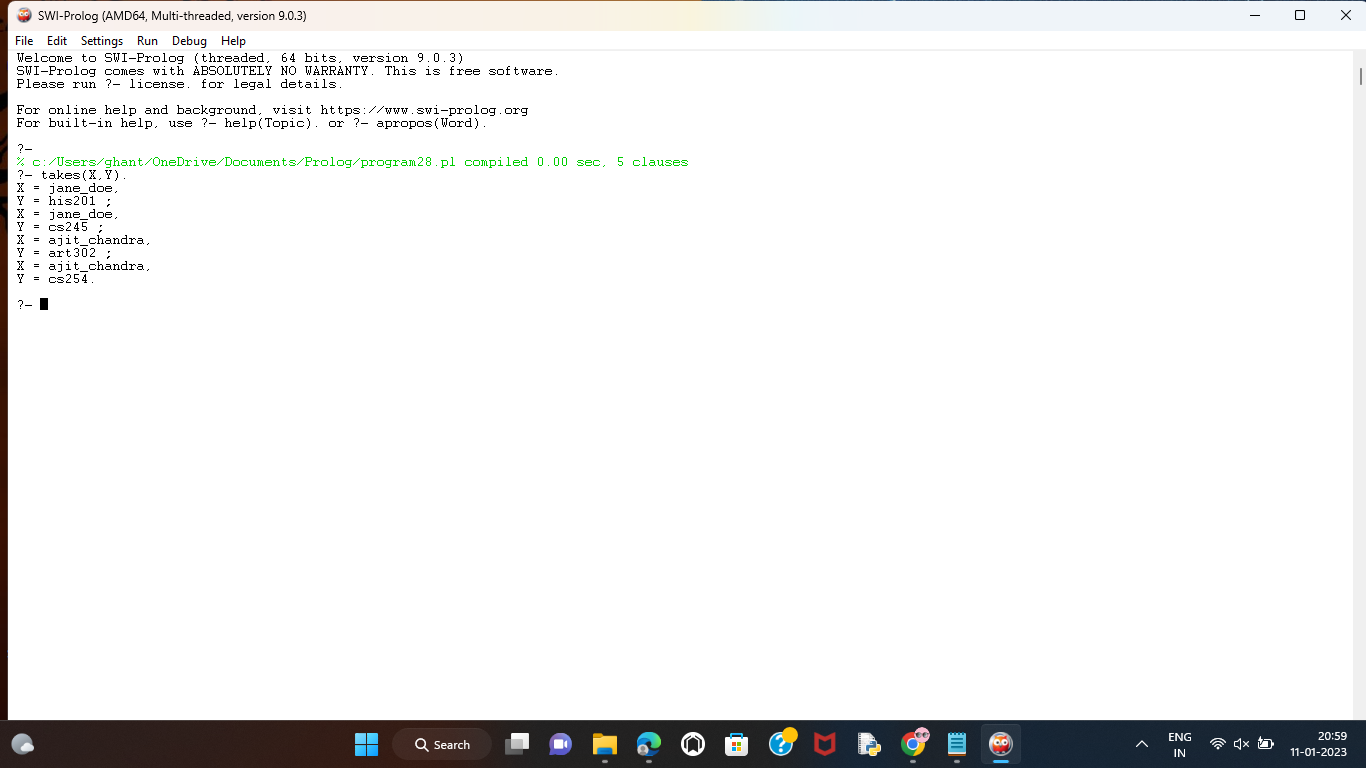 SWI-Prolog (AMD64, Multi-threaded, version 9.0.3)
File Edit Settings Run Debug Help
Welcome to SWI-Prolog (threaded, 64 bits, version 9.0.3)
SWI-Prolog comes with ABSOLUTELY NO WARRANTY. This is free software.
Please run ?- license. for legal details.
For online help and background, visit https://www.swi-prolog.org
For built-in help, use ?- help(Topic). or ?- apropos(Word).
?-
% c:/Users/ghant/OneDrive/Documents/Prolog/program28.pl compiled 0.00 sec, 5 clauses
?- takes(X,Y).
X = jane_doe,
Y = his201 ;
X = jane_doe,
Y = cs245 ;
X = ajit_chandra,
Y = art302 ;
X = ajit_chandra,
Y = cs254.
?-
Search
ENG
IN
20:59
11-01-2023